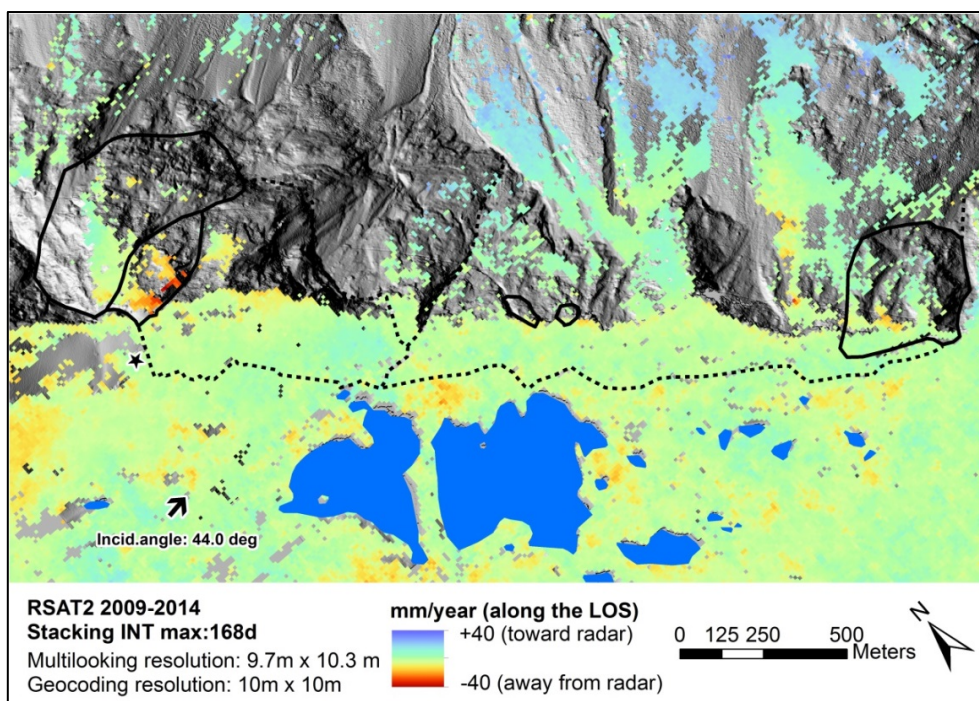 Incid.angle: 44.0 deg
RSAT2 2009-2014
Stacking INT max:168d
Multilooking resolution: 9.7m x 10.3 m
Geocoding resolution: 10m x 10m
mm/year (along the LOS)
+40 (toward radar)
-40 (away from radar)
0 125 250 500
Meters
N